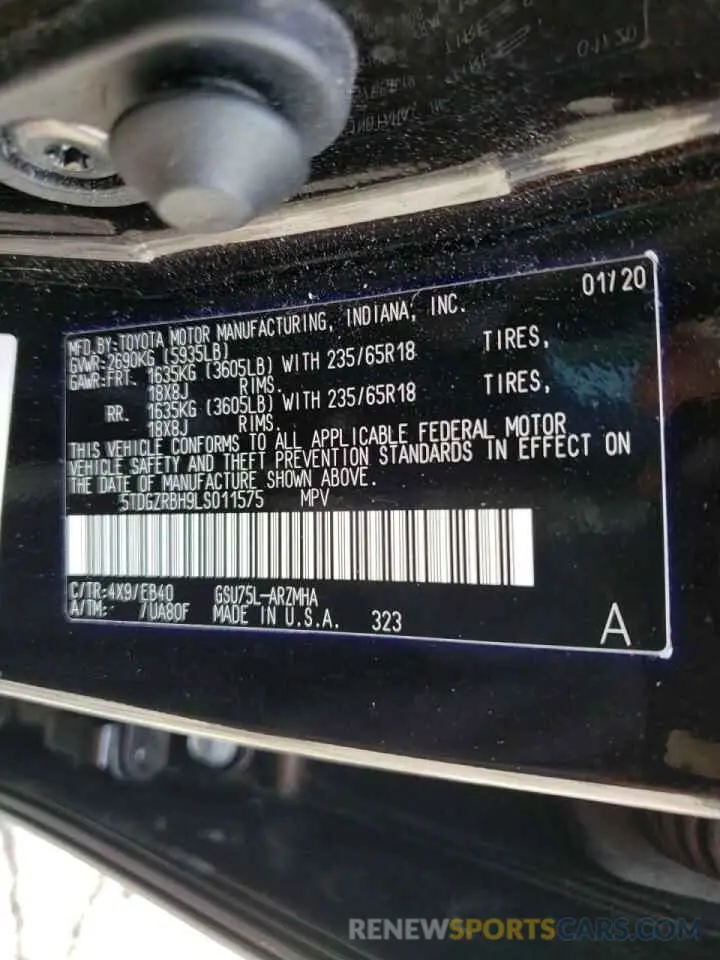 01/20
MFD.BY:TOYOTA MOTOR MANUFACTURING, INDIANA, INC.
GVWR:2690KG (5935LB)
GAWR:FRT. 1635KG (3605LB) WITH 235/65R18 TIRES,
18X8J RIMS.
RR. 1635KG (3605LB) WITH 235/65R18 TIRES,
18X8J RIMS.
THIS VEHICLE CONFORMS TO ALL APPLICABLE FEDERAL MOTOR
VEHICLE SAFETY AND THEFT PREVENTION STANDARDS IN EFFECT ON
THE DATE OF MANUFACTURE SHOWN ABOVE.
5TDGZRBH9LS011575 MPV
C/TR:4X9/EB40 GSU75L-ARZMHA
A/TM: 7UA80F MADE IN U.S.A. 323
A
RENEWSPORTSCARS.COM